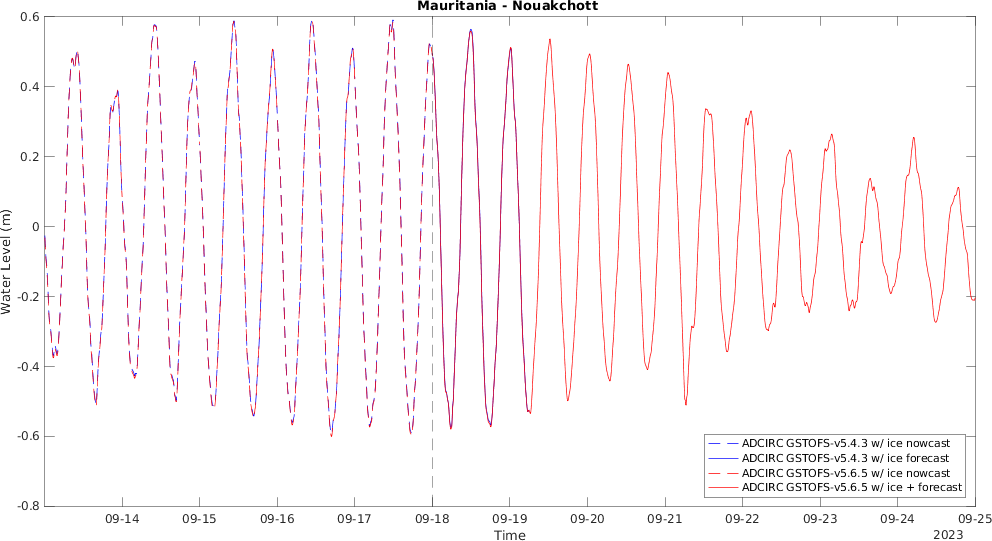 Mauritania - Nouakchott
Water Level (m)
0.6
0.4
0.2
0
-0.2
-0.4
-0.6
-0.8
ADCIRC GSTOFS-v5.4.3 w/ ice nowcast
ADCIRC GSTOFS-v5.4.3 w/ ice forecast
ADCIRC GSTOFS-v5.6.5 w/ ice nowcast
ADCIRC GSTOFS-v5.6.5 w/ ice + forecast
09-14 09-15 09-16 09-17 09-18 09-19 09-20 09-21 09-22 09-23 09-24 09-25
Time
2023